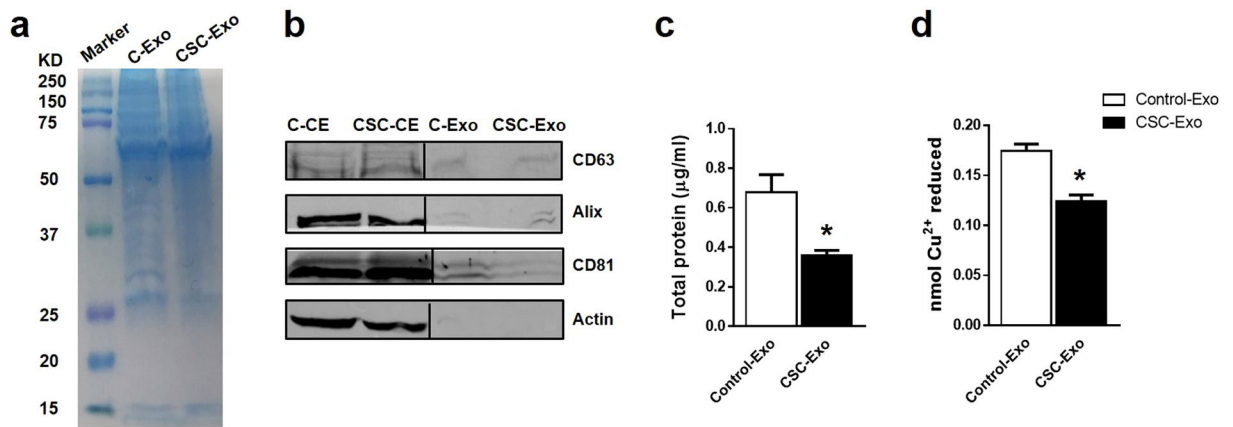 a
Marker
C-Exo
CSC-Exo
KD
250
150
75
50
37
25
20
15
b
C-CE CSC-CE C-Exo CSC-Exo
CD63
Alix
CD81
Actin
c
Total protein (µg/ml)
1.0
0.8
0.6
0.4
0.2
0.0
*
Control-Exo
CSC-Exo
d
Control-Exo
CSC-Exo
nmol Cu²⁺ reduced
0.20
0.15
0.10
0.05
0.00
*
Control-Exo
CSC-Exo